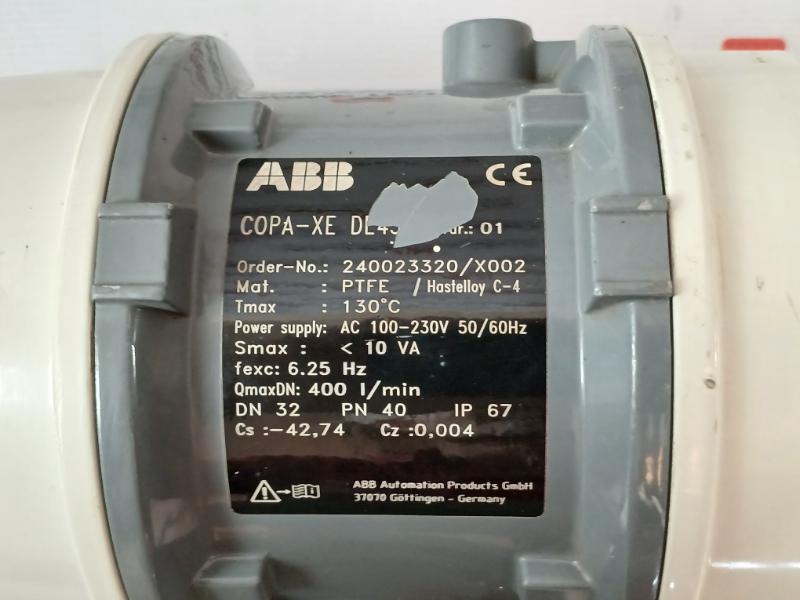 ABB CE
COPA-XE : 01
Order-No.: 240023320/X002
Mat. : PTFE / Hastelloy C-4
Tmax : 130°C
Power supply: AC 100-230V 50/60Hz
Smax : < 10 VA
fexc: 6.25 Hz
QmaxDN: 400 l/min
DN 32 PN 40 IP 67
Cs :-42,74 Cz :0,004
ABB Automation Products GmbH
37070 Göttingen - Germany